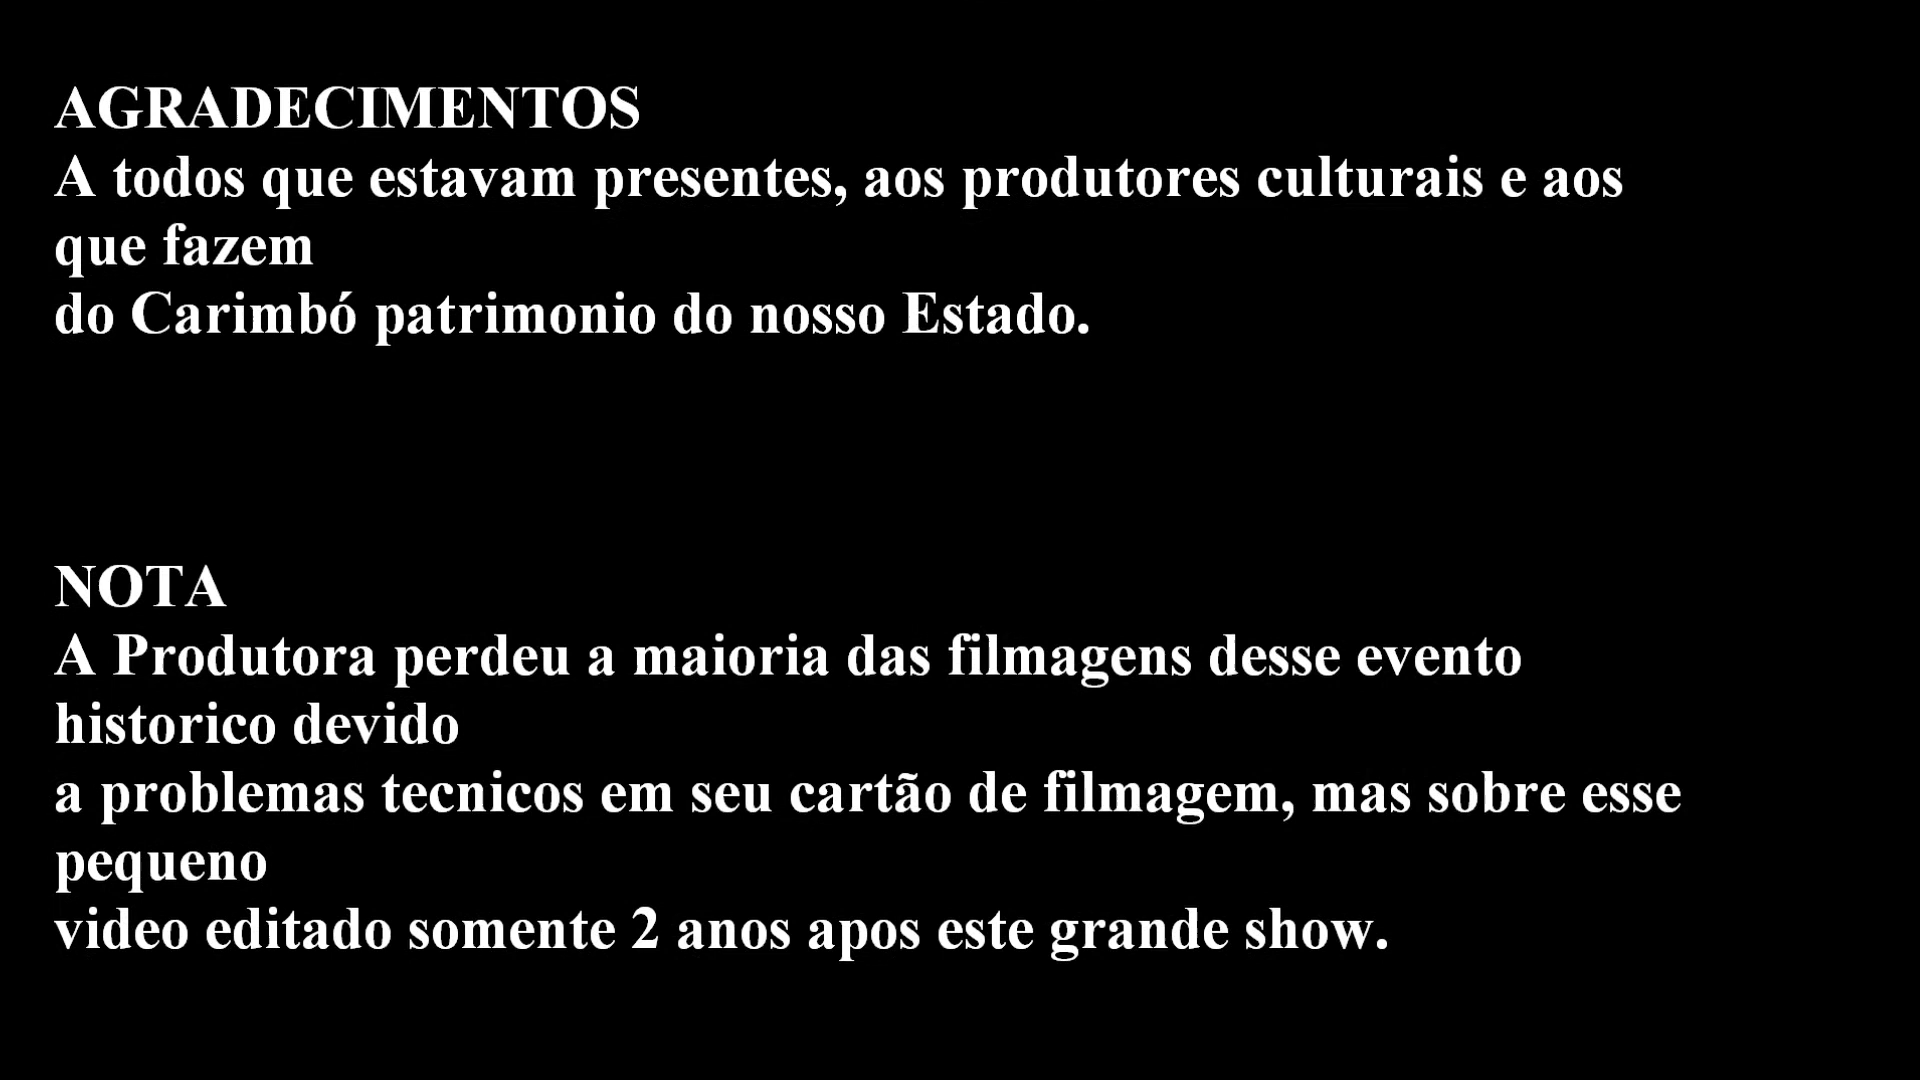 AGRADECIMENTOS
A todos que estavam presentes, aos produtores culturais e aos
que fazem
do Carimbó patrimonio do nosso Estado.
NOTA
A Produtora perdeu a maioria das filmagens desse evento
historico devido
a problemas tecnicos em seu cartão de filmagem, mas sobre esse
pequeno
video editado somente 2 anos apos este grande show.